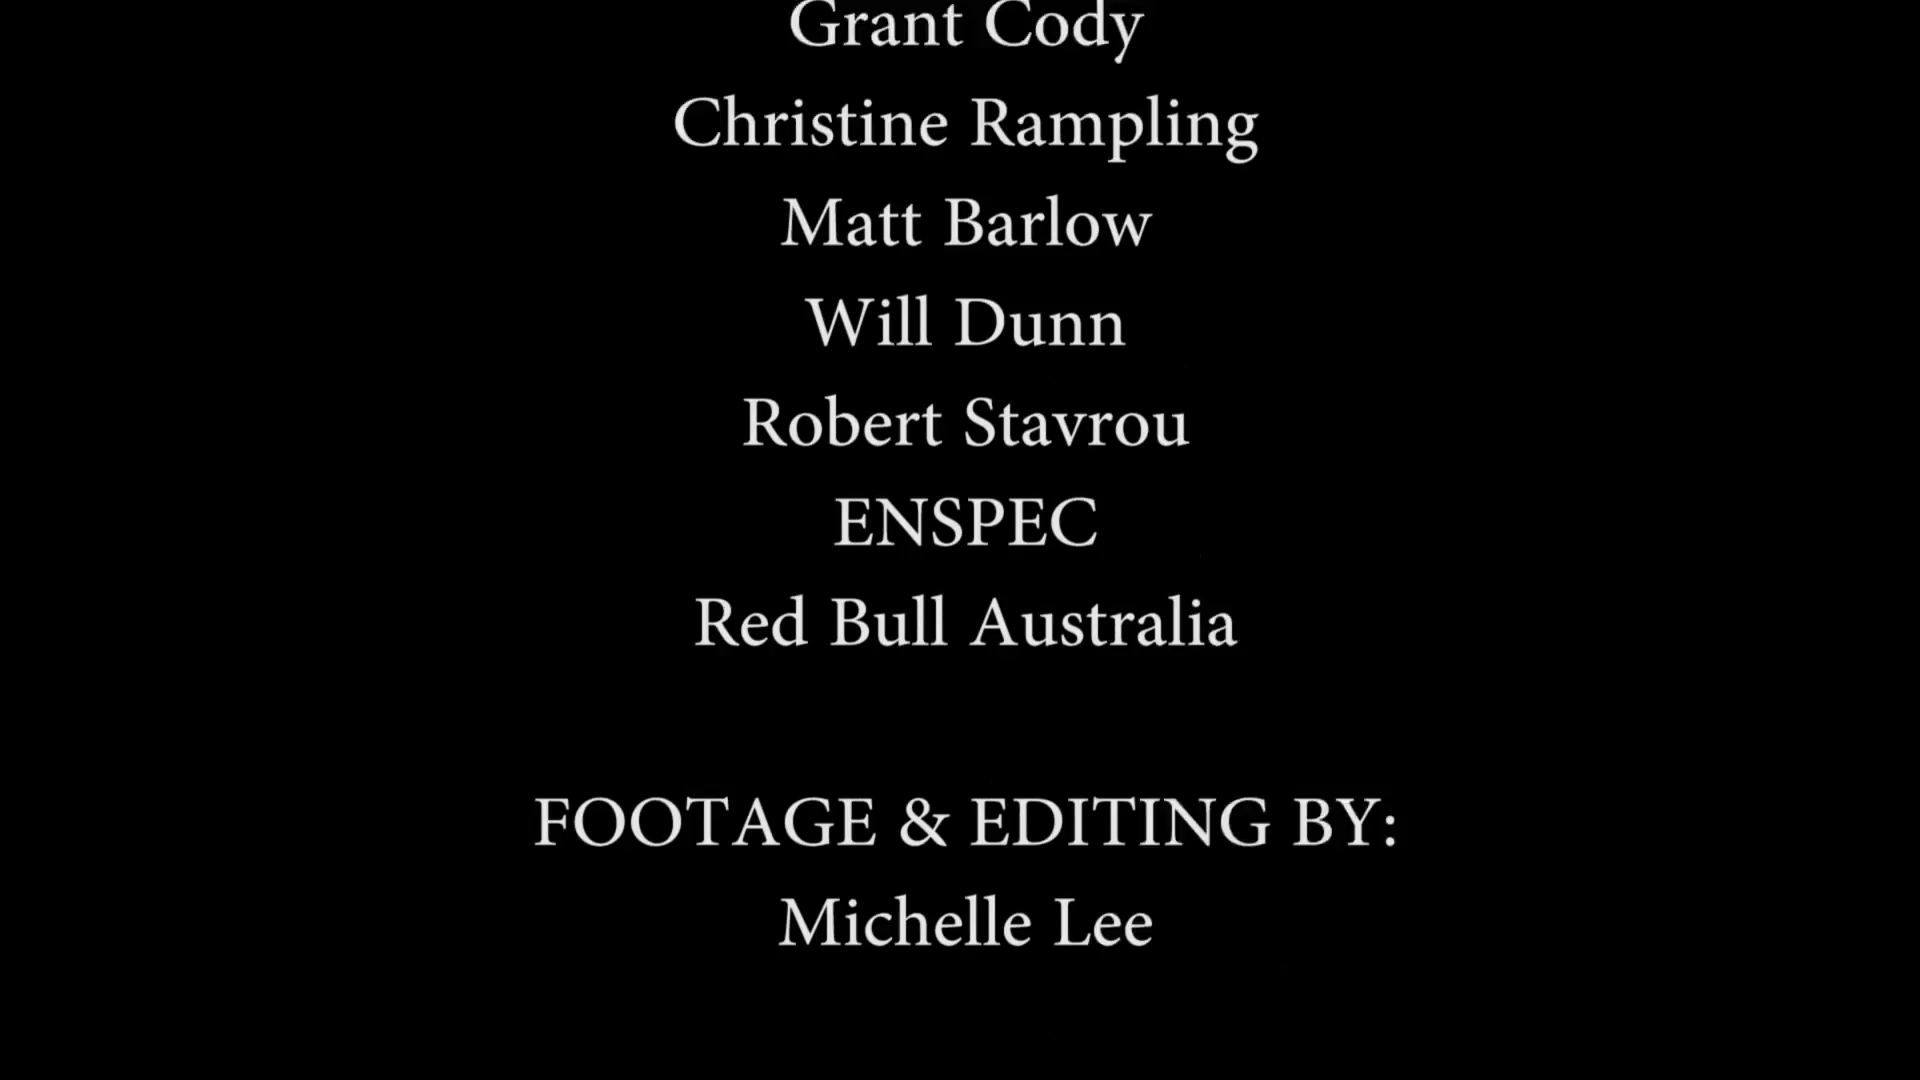 Grant Cody
Christine Rampling
Matt Barlow
Will Dunn
Robert Stavrou
ENSPEC
Red Bull Australia
FOOTAGE & EDITING BY:
Michelle Lee